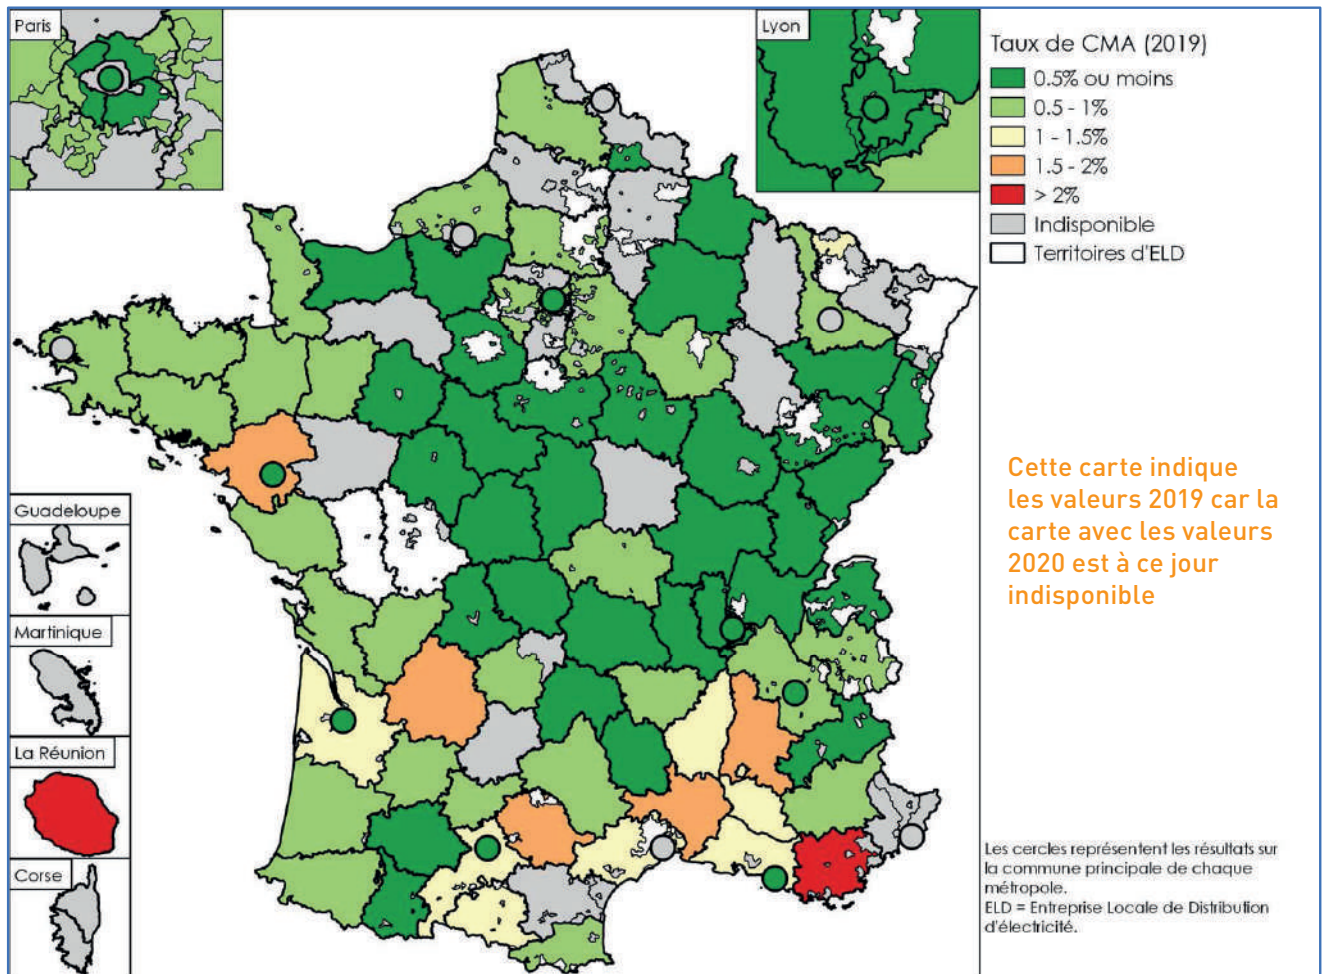 Paris
Lyon
Taux de CMA (2019)
0.5% ou moins
0.5 - 1%
1 - 1.5%
1.5 - 2%
> 2%
Indisponible
Territoires d'ELD
Cette carte indique
les valeurs 2019 car la
carte avec les valeurs
2020 est à ce jour
indisponible
Guadeloupe
Martinique
La Réunion
Corse
Les cercles représentent les résultats sur
la commune principale de chaque
métropole.
ELD = Entreprise Locale de Distribution
d'électricité.